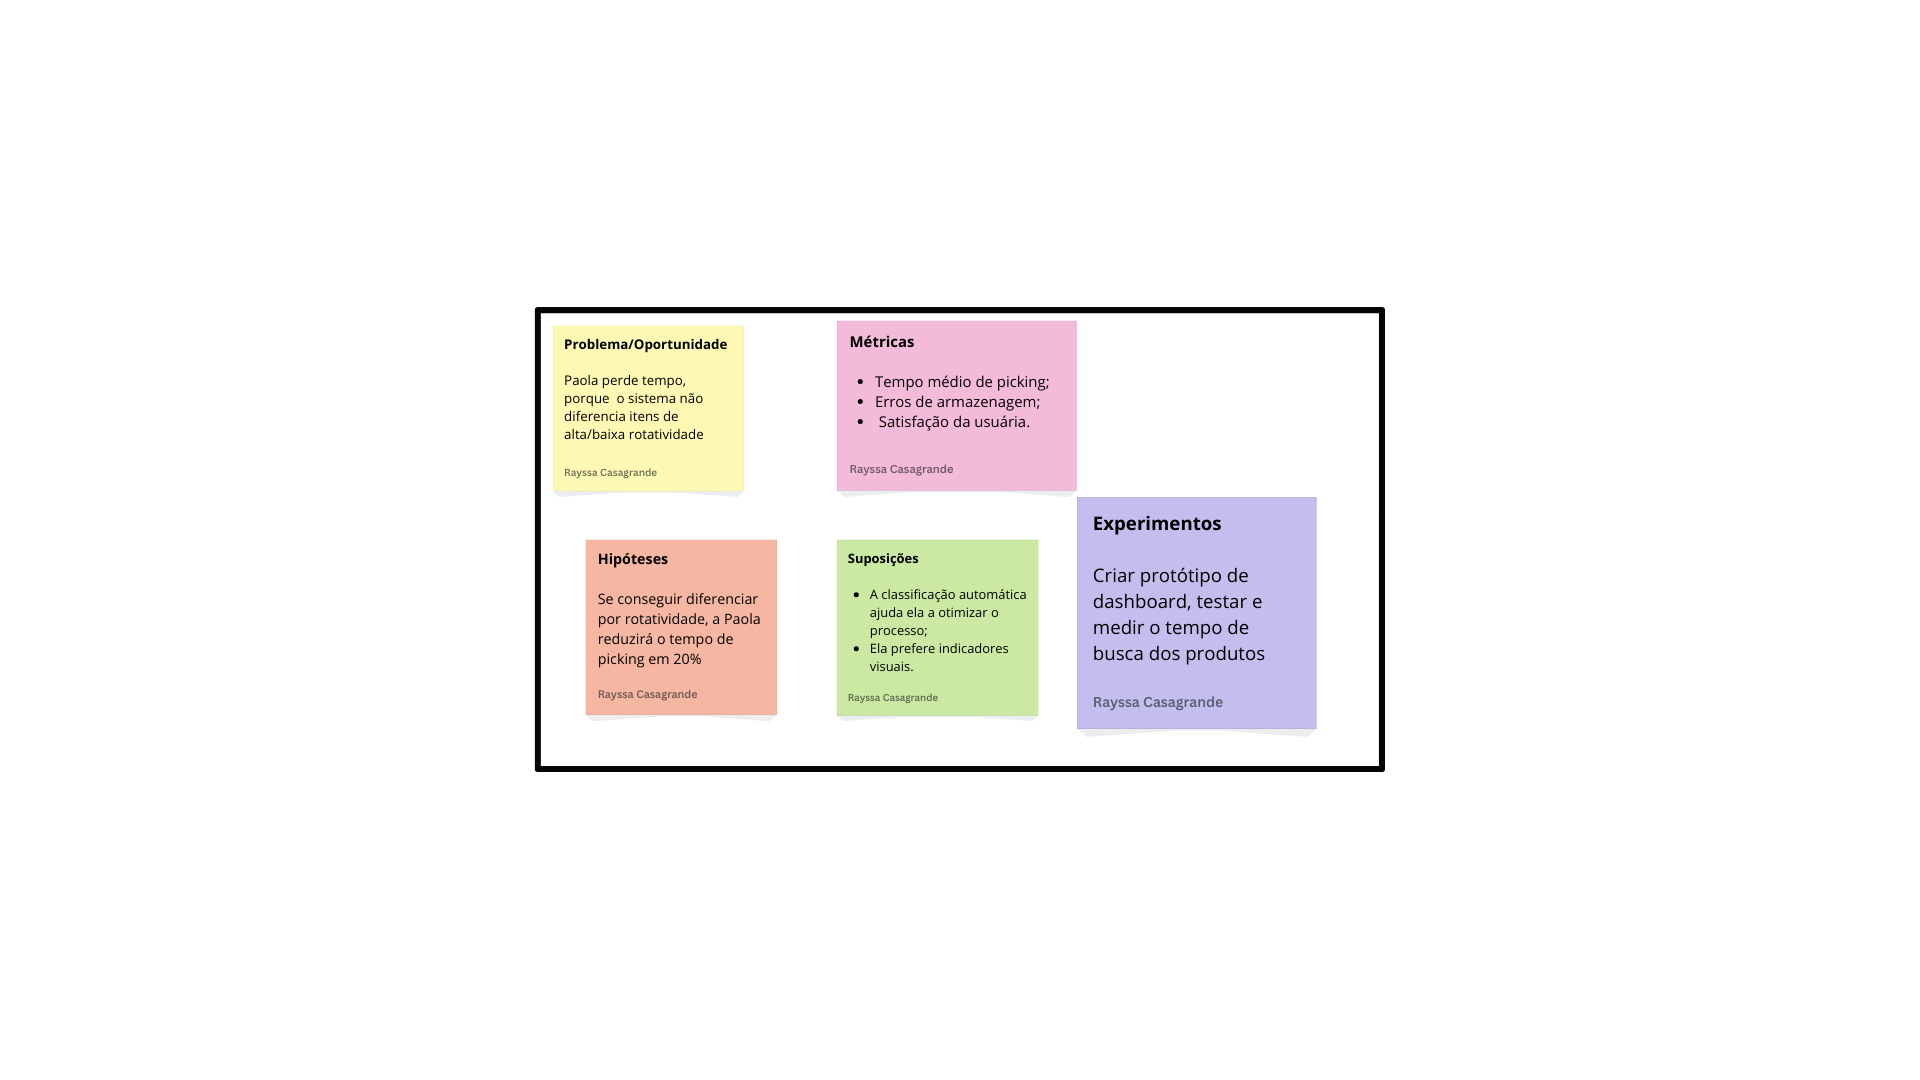 Problema/Oportunidade
Paola perde tempo,
porque  o sistema não
diferencia itens de
alta/baixa rotatividade
Rayssa Casagrande
Métricas
• Tempo médio de picking;
• Erros de armazenagem;
• Satisfação da usuária.
Rayssa Casagrande
Hipóteses
Se conseguir diferenciar
por rotatividade, a Paola
reduzirá o tempo de
picking em 20%
Rayssa Casagrande
Suposições
• A classificação automática
ajuda ela a otimizar o
processo;
• Ela prefere indicadores
visuais.
Rayssa Casagrande
Experimentos
Criar protótipo de
dashboard, testar e
medir o tempo de
busca dos produtos
Rayssa Casagrande